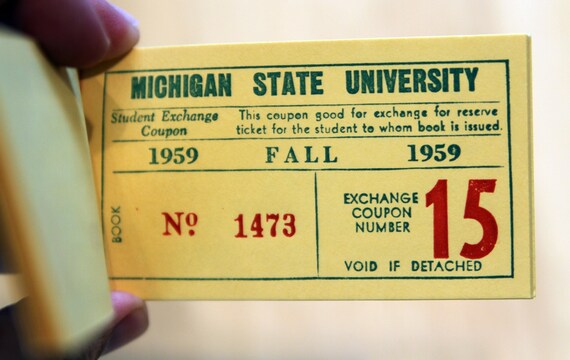 MICHIGAN STATE UNIVERSITY
Student Exchange Coupon
This coupon good for exchange for reserve
ticket for the student to whom book is issued.
1959 FALL 1959
BOOK
Nº 1473
EXCHANGE
COUPON
NUMBER
15
VOID IF DETACHED